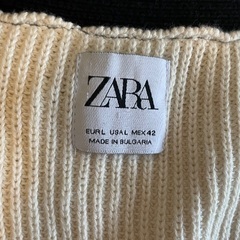 ZARA
EUR L USA L MEX 42
MADE IN BULGARIA